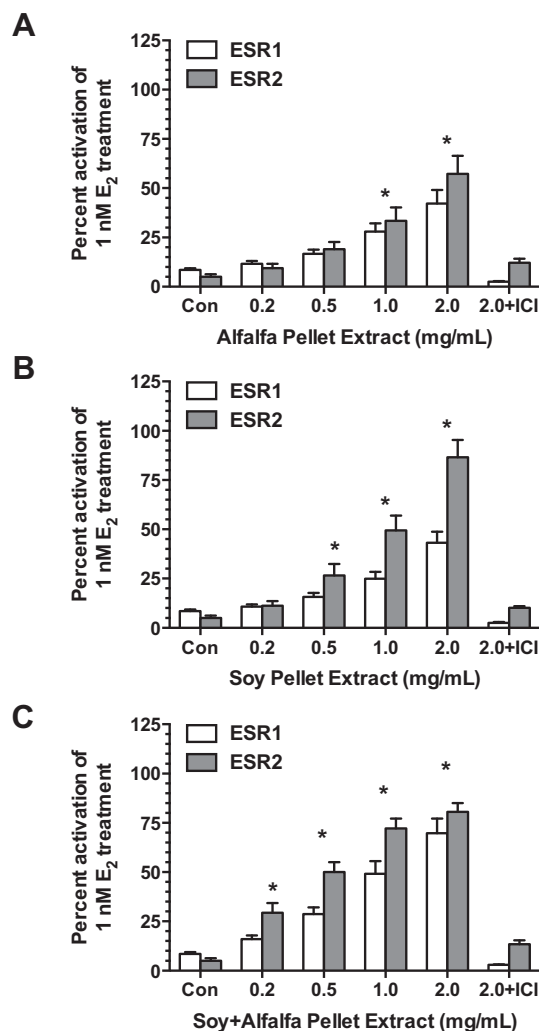 A
Percent activation of
1 nM E₂ treatment
125
100
75
50
25
0
ESR1
ESR2
*
*
Con 0.2 0.5 1.0 2.0 2.0+ICI
Alfalfa Pellet Extract (mg/mL)
B
Percent activation of
1 nM E₂ treatment
125
100
75
50
25
0
ESR1
ESR2
*
*
*
Con 0.2 0.5 1.0 2.0 2.0+ICI
Soy Pellet Extract (mg/mL)
C
Percent activation of
1 nM E₂ treatment
125
100
75
50
25
0
ESR1
ESR2
*
*
*
*
Con 0.2 0.5 1.0 2.0 2.0+ICI
Soy+Alfalfa Pellet Extract (mg/mL)